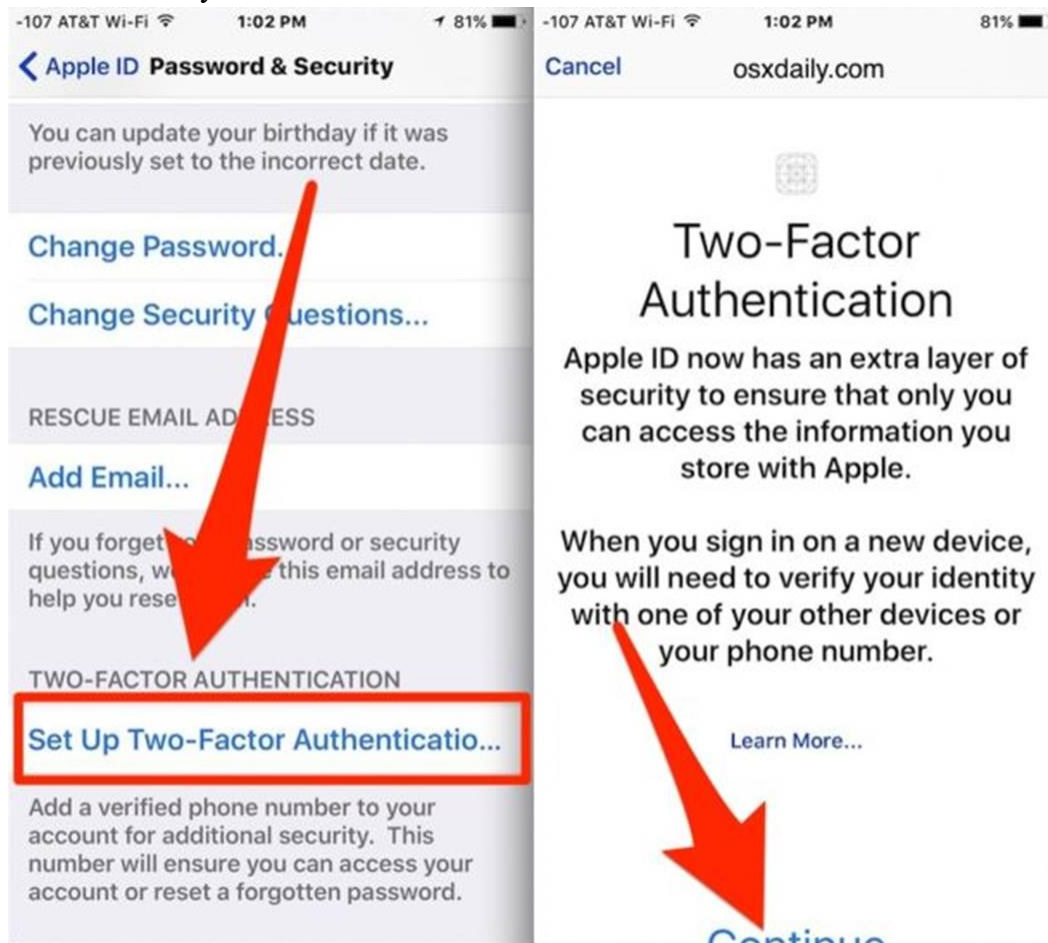 -107 AT&T Wi-Fi 1:02 PM 81%
Apple ID Password & Security
You can update your birthday if it was
previously set to the incorrect date.
Change Password.
Change Security uestions...
RESCUE EMAIL AD ESS
Add Email...
If you forget ssword or security
questions, w this email address to
help you rese
TWO-FACTOR AUTHENTICATION
Set Up Two-Factor Authenticatio...
Add a verified phone number to your
account for additional security. This
number will ensure you can access your
account or reset a forgotten password.
-107 AT&T Wi-Fi 1:02 PM 81%
Cancel osxdaily.com
Two-Factor
Authentication
Apple ID now has an extra layer of
security to ensure that only you
can access the information you
store with Apple.
When you sign in on a new device,
you will need to verify your identity
with one of your other devices or
your phone number.
Learn More...
Continue